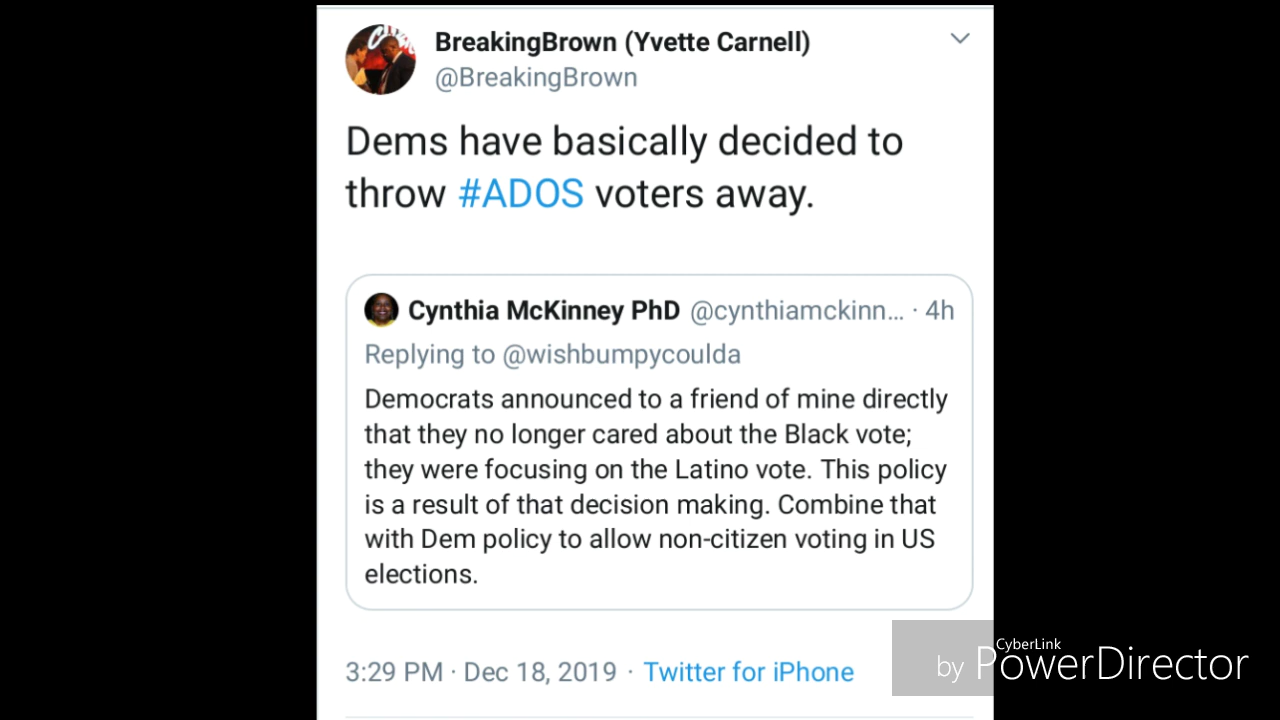 BreakingBrown (Yvette Carnell)
@BreakingBrown
Dems have basically decided to
throw #ADOS voters away.
Cynthia McKinney PhD @cynthiamckinn... · 4h
Replying to @wishbumpycoulda
Democrats announced to a friend of mine directly
that they no longer cared about the Black vote;
they were focusing on the Latino vote. This policy
is a result of that decision making. Combine that
with Dem policy to allow non-citizen voting in US
elections.
3:29 PM · Dec 18, 2019 · Twitter for iPhone
CyberLink
by PowerDirector